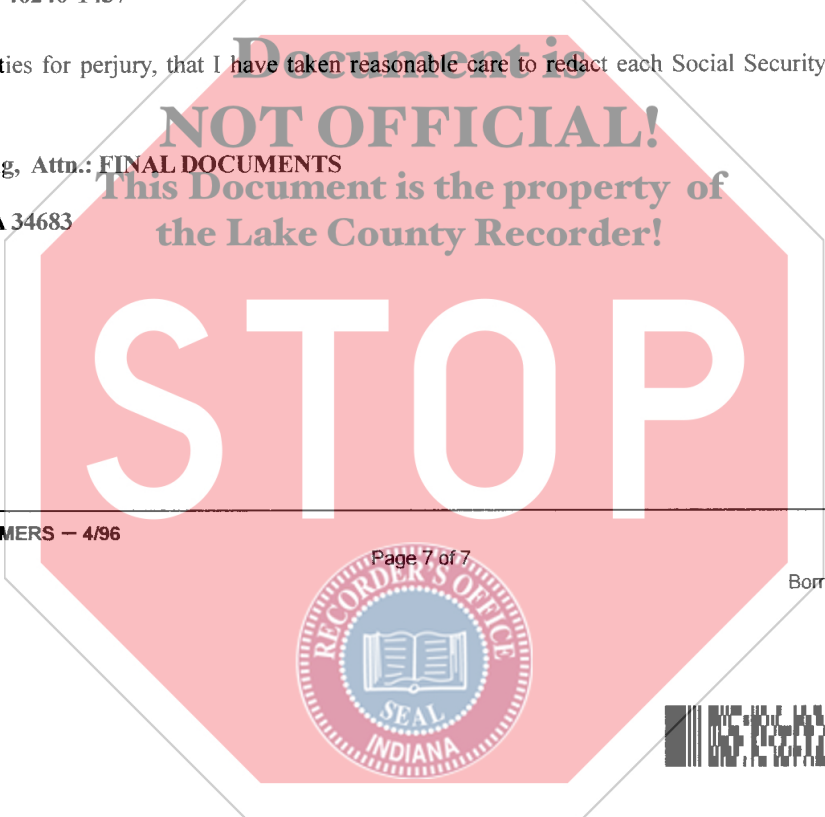 Document is
ties for perjury, that I have taken reasonable care to redact each Social Security
NOT OFFICIAL!
g, Attn.: FINAL DOCUMENTS
This Document is the property of
A 34683
the Lake County Recorder!
STOP
MERS — 4/96
Page 7 of 7
Borr
RECORDER'S OFFICE
SEAL
INDIANA